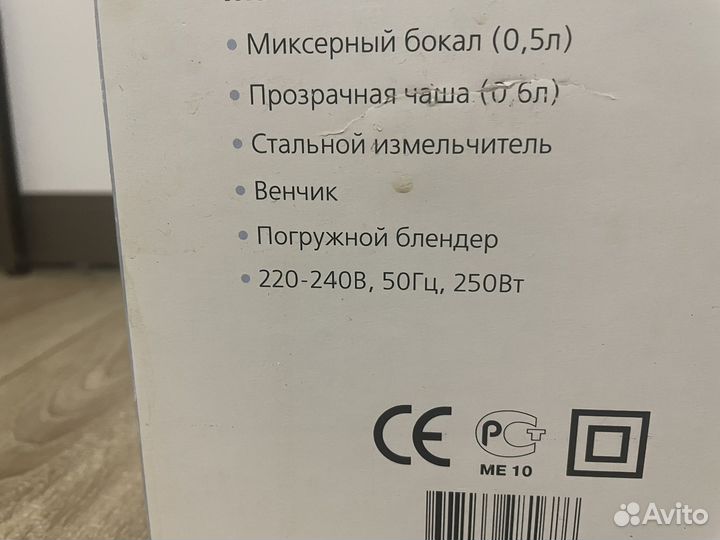 • Миксерный бокал (0,5л)
• Прозрачная чаша (0,6л)
• Стальной измельчитель
• Венчик
• Погружной блендер
• 220-240В, 50Гц, 250Вт
CE РСТ
ME 10
Avito